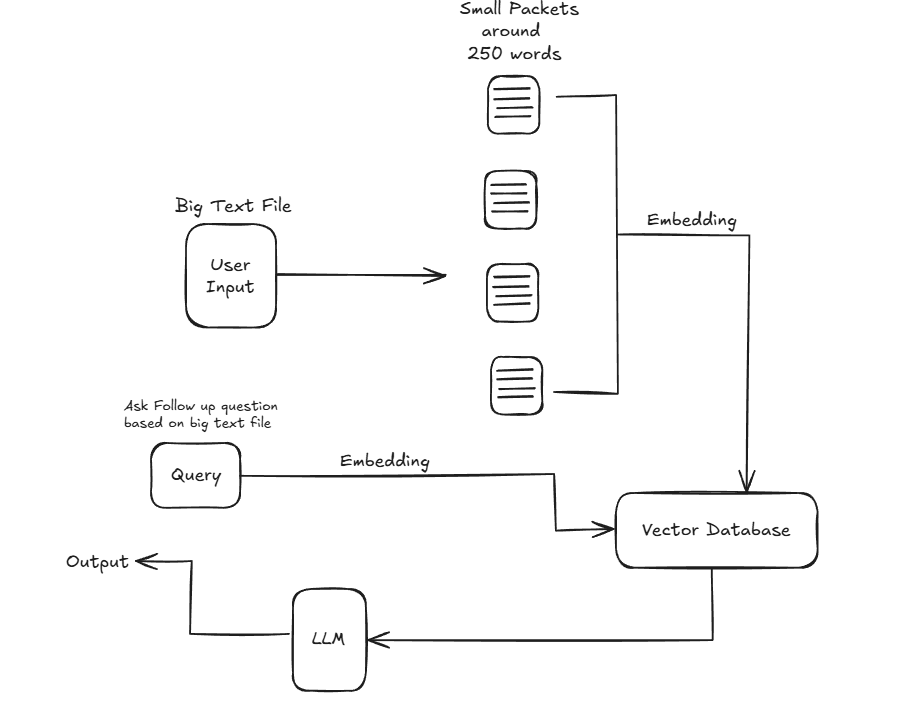 Small Packets
around
250 words
Big Text File
User
Input
Embedding
Ask Follow up question
based on big text file
Query
Embedding
Vector Database
Output
LLM